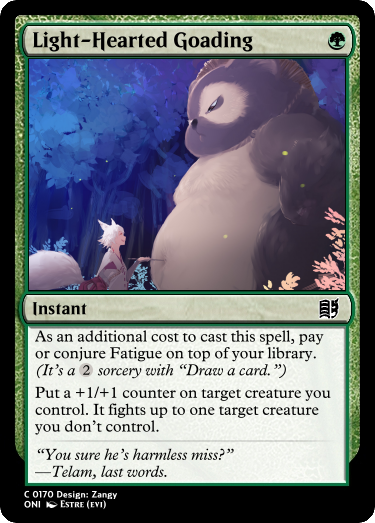 Light-Hearted Goading
Instant
As an additional cost to cast this spell, pay
or conjure Fatigue on top of your library.
(It's a 2 sorcery with "Draw a card.")
Put a +1/+1 counter on target creature you
control. It fights up to one target creature
you don't control.
"You sure he's harmless miss?"
—Telam, last words.
C 0170 Design: Zangy
ONI Estre (eyi)